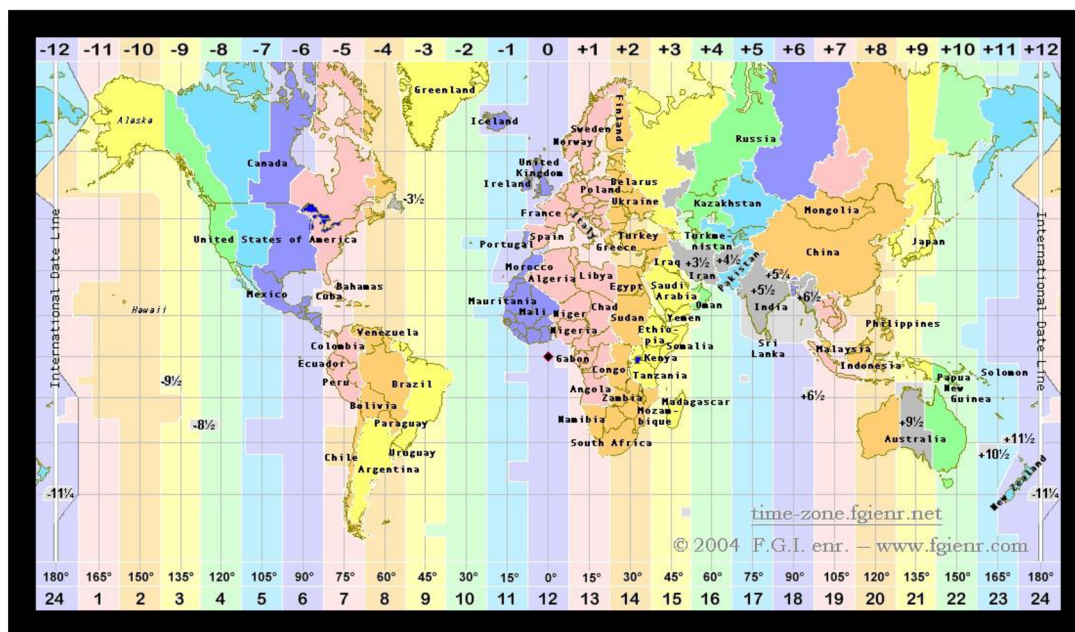 -12 -11 -10 -9 -8 -7 -6 -5 -4 -3 -2 -1 0 +1 +2 +3 +4 +5 +6 +7 +8 +9 +10 +11 +12
Greenland
Alaska
Iceland
Finland
Sweden
Norway
Russia
Canada
United
Kingdom
Ireland
Belarus
Poland
Ukraine
Kazakhstan
Mongolia
-3½
France
Italy
Spain
Portugal
Greece
Turkey
Turkme-
nistan
China
Japan
United States of America
International Date Line
International Date Line
Morocco
Algeria
Libya
Egypt
Iraq
+3½
Iran
+4½
Pakistan
+5¾
+5½
India
+6½
Saudi
Arabia
Oman
Mexico
Bahamas
Cuba
Hawaii
Mauritania
Mali
Niger
Chad
Sudan
Yemen
Nigeria
Ethio-
pia
Somalia
Sri
Lanka
Philippines
Venezuela
Colombia
Ecuador
Gabon
Kenya
Malaysia
Indonesia
Congo
Tanzania
Papua
New
Guinea
Solomon
Peru
Brazil
-9½
Angola
Zambia
+6½
Bolivia
Madagascar
Mozam-
bique
Namibia
-8½
Paraguay
+9½
Australia
South Africa
+11½
+10½
Chile
Uruguay
Argentina
New Zealand
-11¼
-11¼
time-zone.fgienr.net
© 2004 F.G.I. enr. – www.fgienr.com
180° 165° 150° 135° 120° 105° 90° 75° 60° 45° 30° 15° 0° 15° 30° 45° 60° 75° 90° 105° 120° 135° 150° 165° 180°
24 1 2 3 4 5 6 7 8 9 10 11 12 13 14 15 16 17 18 19 20 21 22 23 24